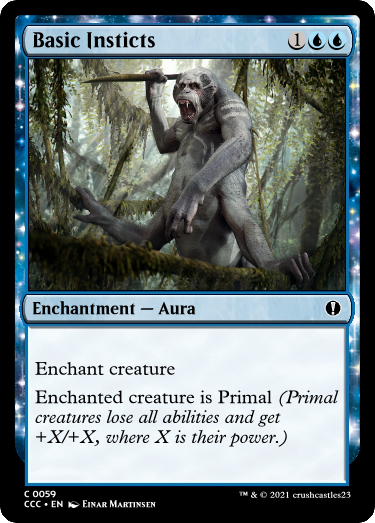 Basic Insticts 1
Enchantment — Aura
Enchant creature
Enchanted creature is Primal (Primal
creatures lose all abilities and get
+X/+X, where X is their power.)
C 0059
CCC • EN Einar Martinsen
™ & © 2021 crushcastles23